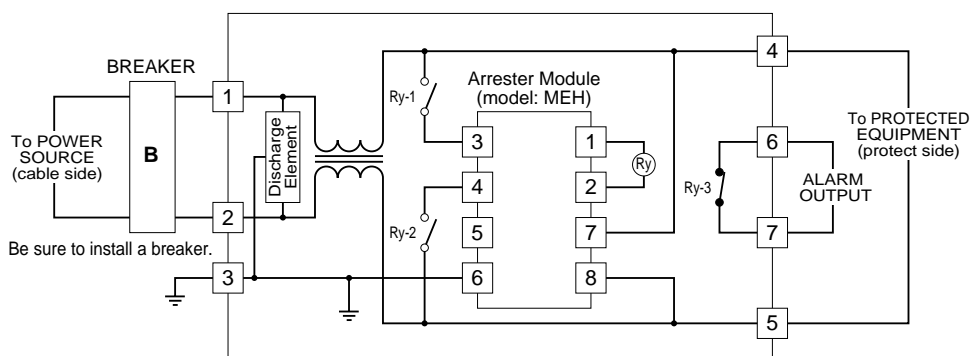 BREAKER
To POWER
SOURCE
(cable side)
B
Be sure to install a breaker.
1
2
3
Discharge
Element
Ry-1
Ry-2
Arrester Module
(model: MEH)
3
4
5
6
1
2
7
8
Ry
Ry-3
4
6
7
5
ALARM
OUTPUT
To PROTECTED
EQUIPMENT
(protect side)